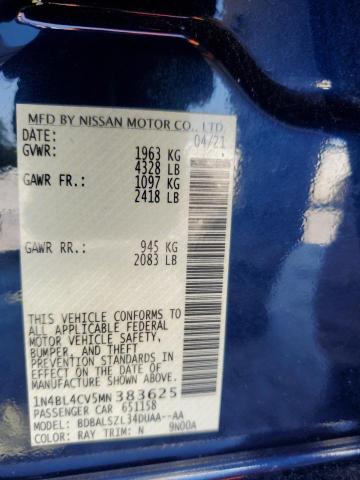 MFD BY NISSAN MOTOR CO., LTD.
DATE: 04/21
GVWR: 1963 KG
4328 LB
GAWR FR: 1097 KG
2418 LB
GAWR RR: 945 KG
2083 LB
THIS VEHICLE CONFORMS TO
ALL APPLICABLE FEDERAL
MOTOR VEHICLE SAFETY,
BUMPER, AND THEFT
PREVENTION STANDARDS IN
EFFECT ON THE DATE OF
MANUFACTURE SHOWN ABOVE.
1N4BL4CV5MN 383625
PASSENGER CAR 651158
MODEL: BDBALSZL34DUAA--AA
COLOR: RAY TRIM: N 9N00A